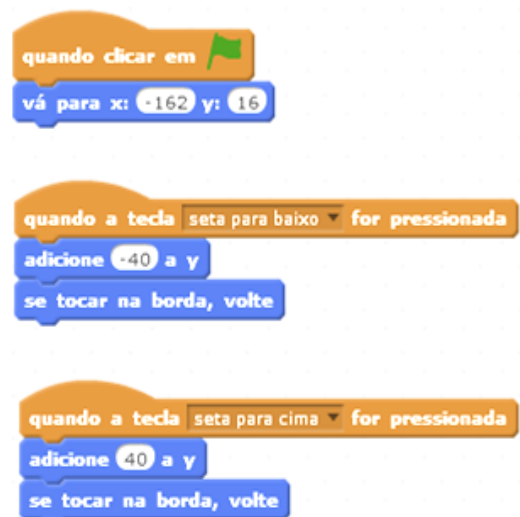 quando clicar em
vá para x: -162 y: 16
quando a tecla seta para baixo for pressionada
adicione -40 a y
se tocar na borda, volte
quando a tecla seta para cima for pressionada
adicione 40 a y
se tocar na borda, volte